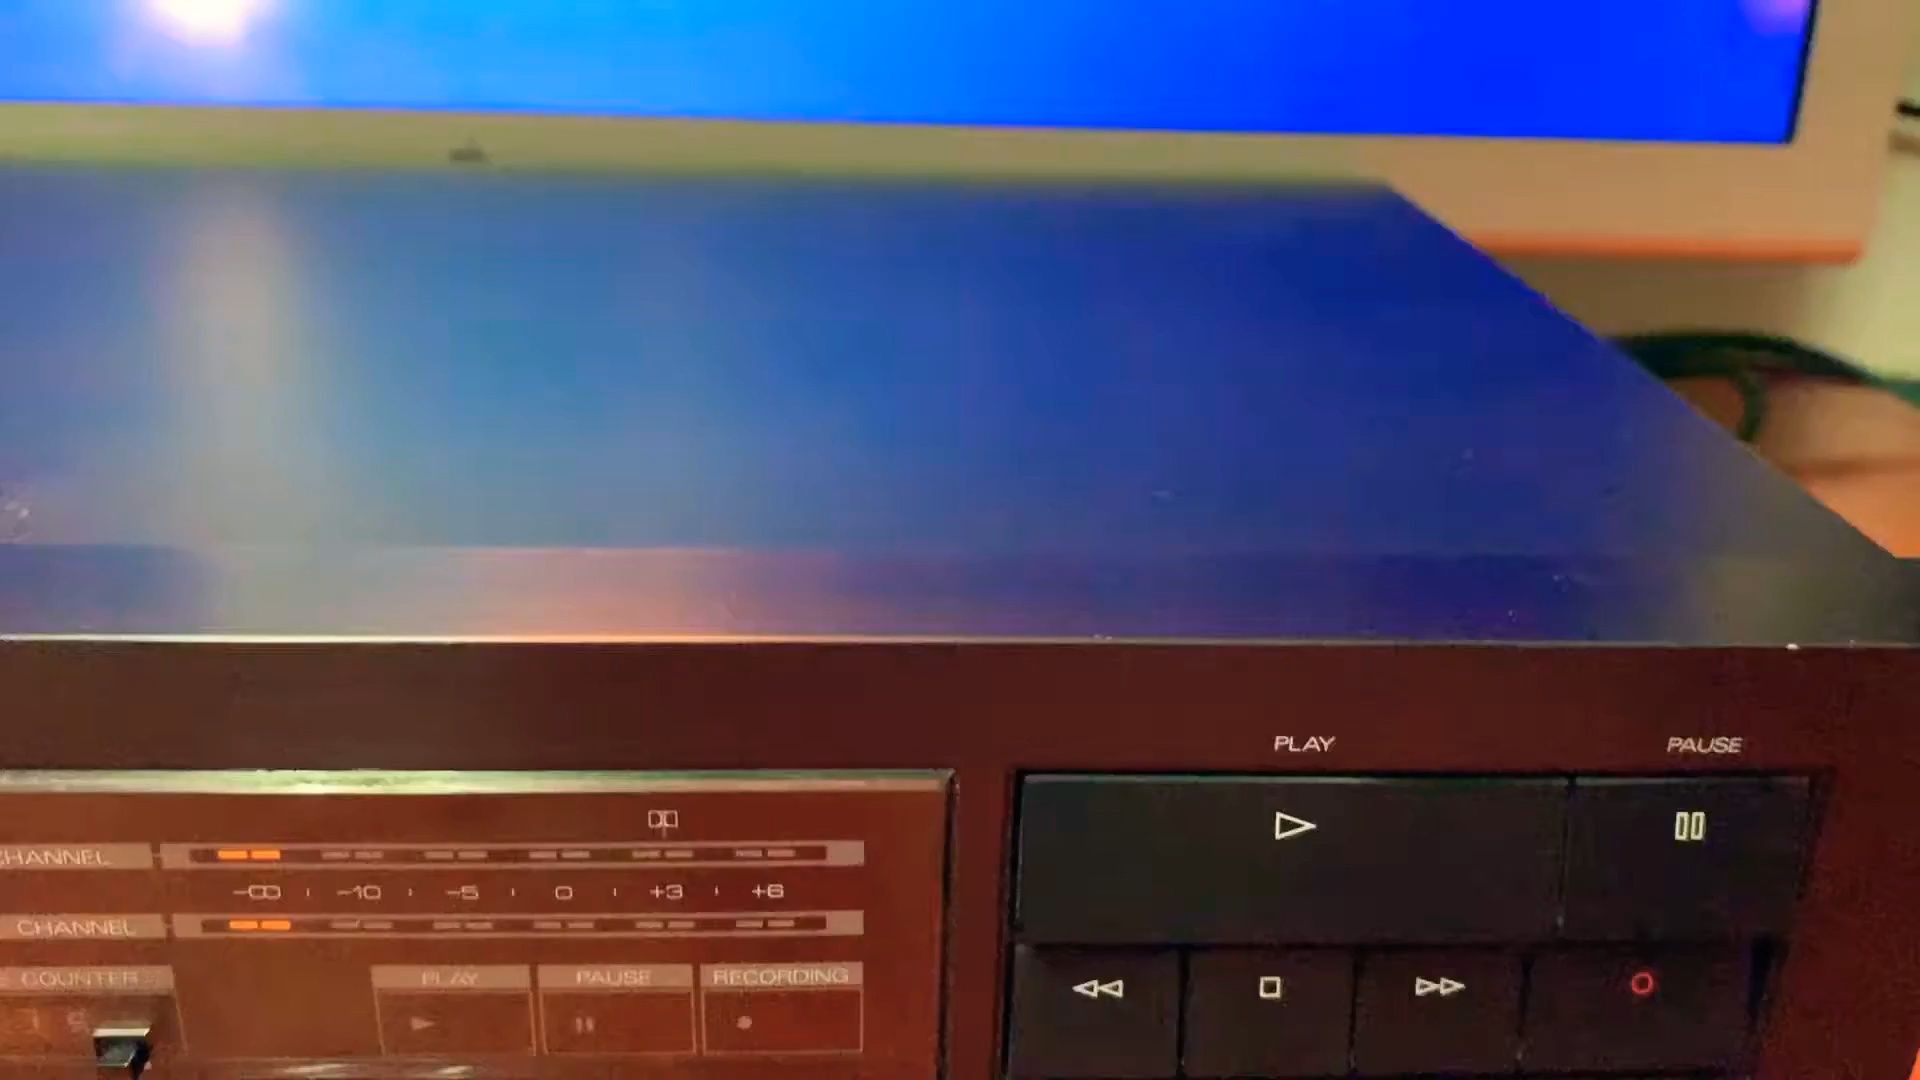 PLAY PAUSE
CHANNEL
-∞ -10 -5 0 +3 +6
CHANNEL
COUNTER PLAY PAUSE RECORDING